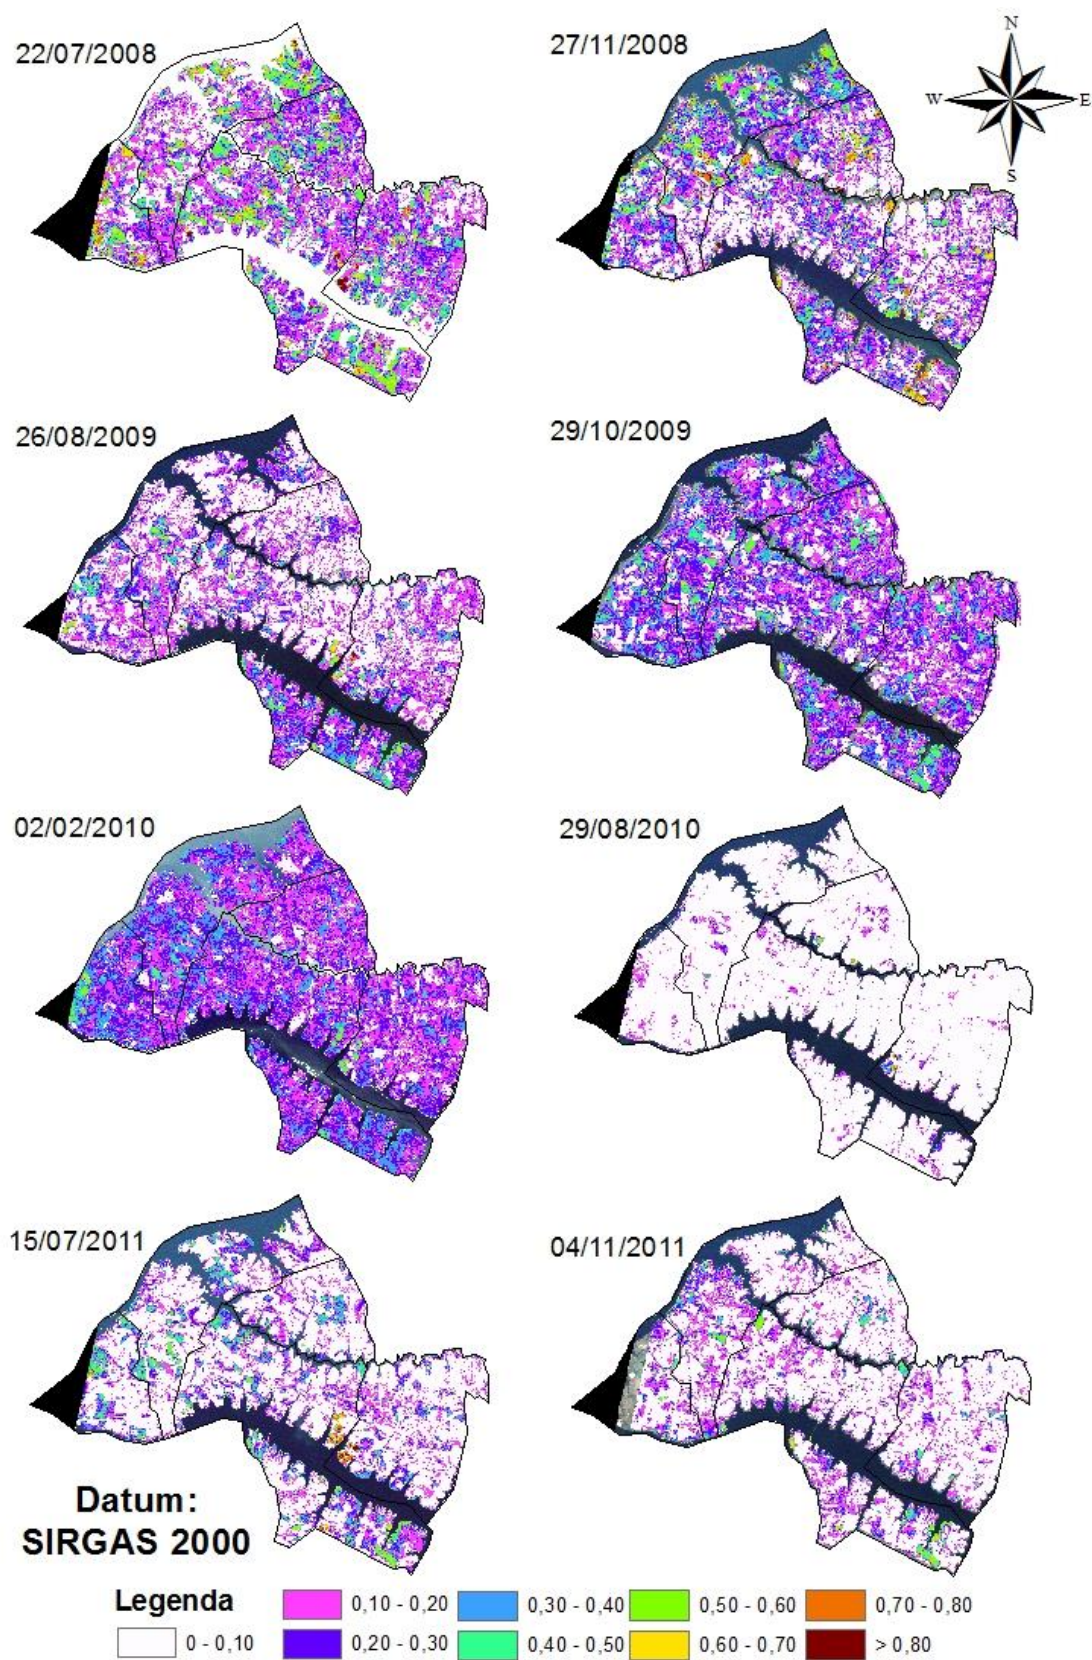 22/07/2008
27/11/2008
N
W
E
S
26/08/2009
29/10/2009
02/02/2010
29/08/2010
15/07/2011
04/11/2011
Datum:
SIRGAS 2000
Legenda
0,10 - 0,20
0,30 - 0,40
0,50 - 0,60
0,70 - 0,80
0 - 0,10
0,20 - 0,30
0,40 - 0,50
0,60 - 0,70
> 0,80